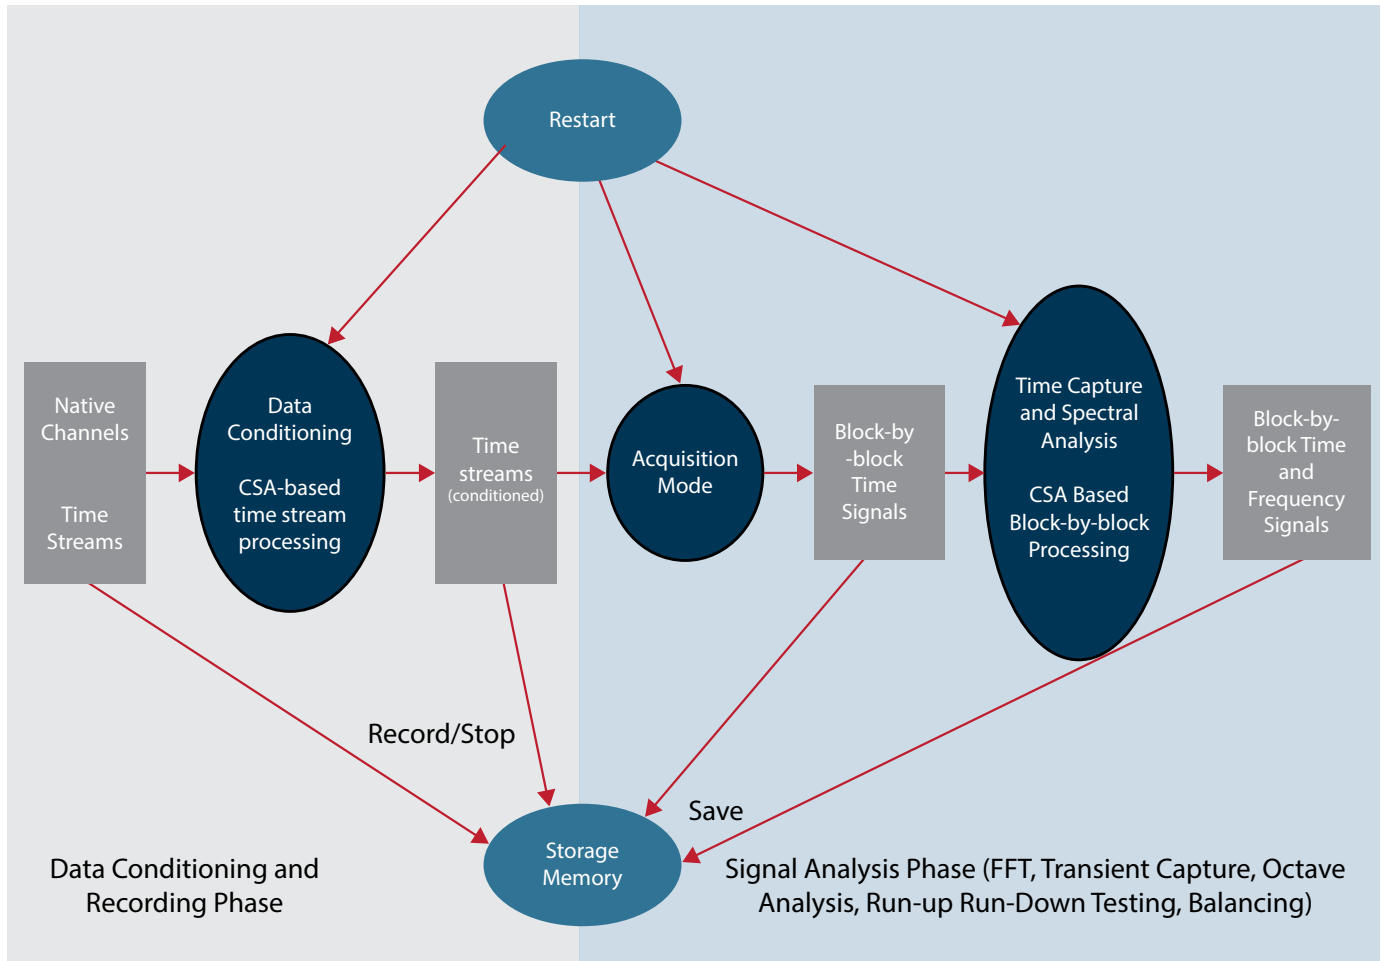 Restart
Native
Channels
Time
Streams
Data
Conditioning
CSA-based
time stream
processing
Time
streams
(conditioned)
Acquisition
Mode
Block-by
-block
Time
Signals
Time Capture
and Spectral
Analysis
CSA Based
Block-by-block
Processing
Block-by-
block Time
and
Frequency
Signals
Record/Stop
Save
Storage
Memory
Data Conditioning and
Recording Phase
Signal Analysis Phase (FFT, Transient Capture, Octave
Analysis, Run-up Run-Down Testing, Balancing)